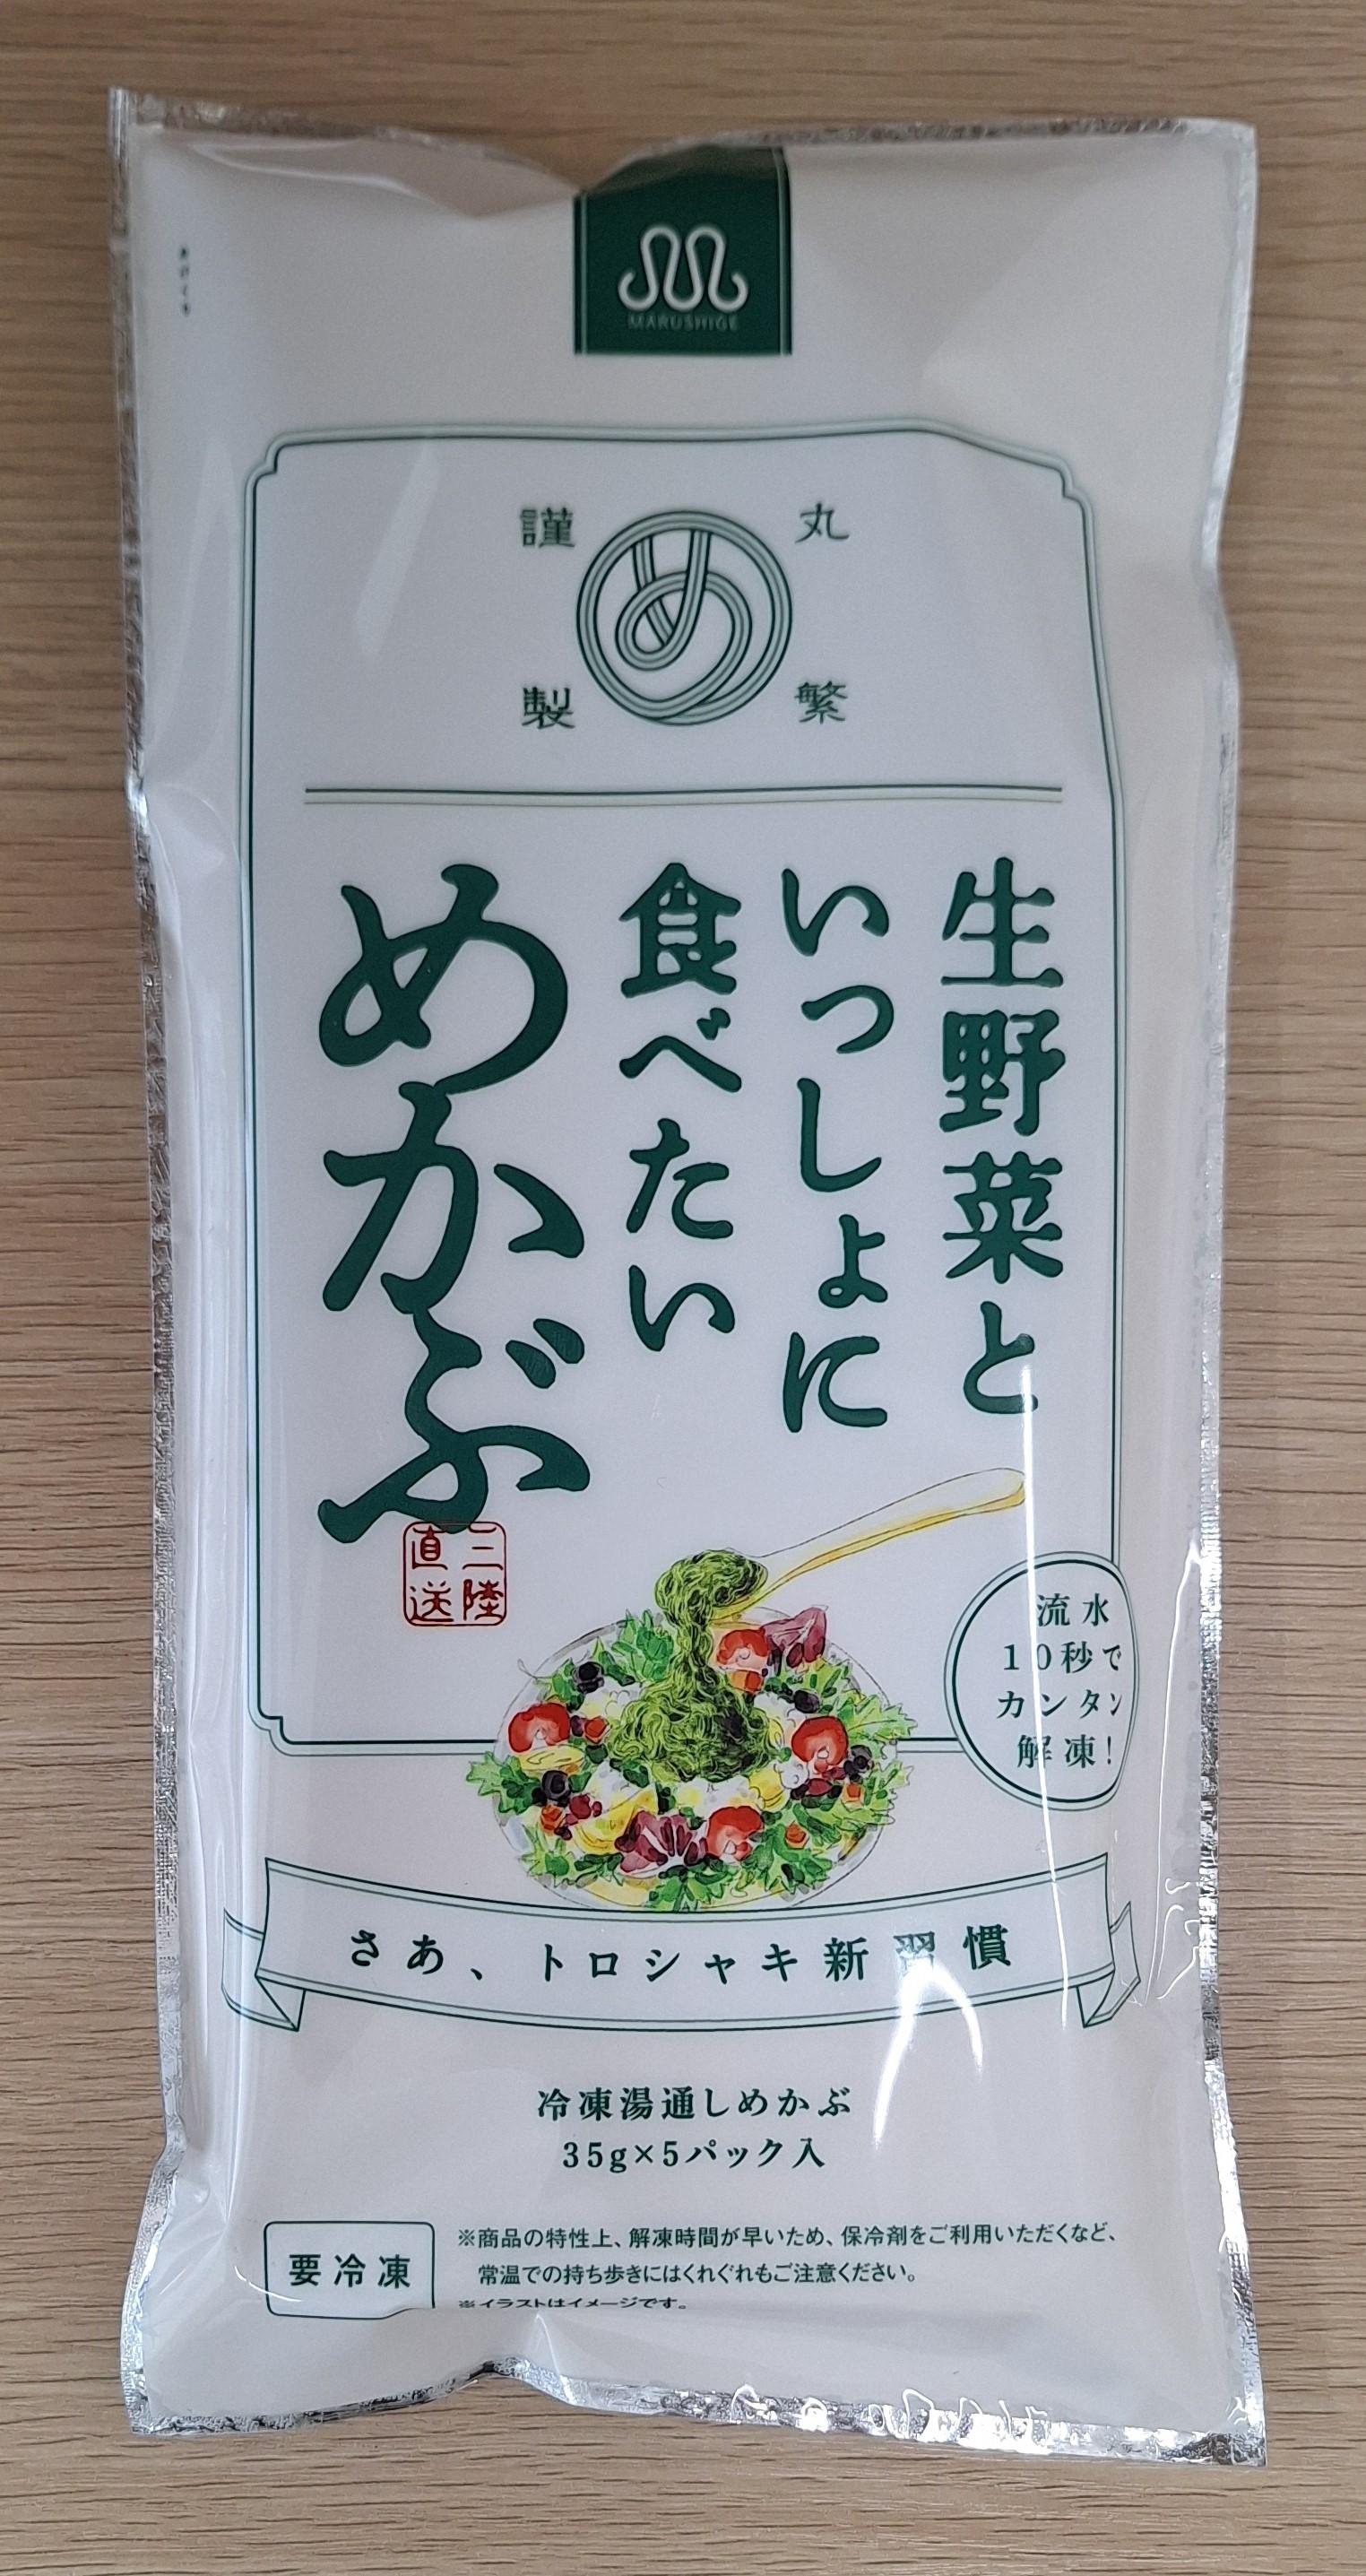 MARUSHIGE
丸繁
謹製
め
生野菜と
いっしょに
食べたい
めかぶ
三陸
直送
流水
10秒で
カンタン
解凍!
さあ、トロシャキ新習慣
冷凍湯通しめかぶ
35g×5パック入
要冷凍
※商品の特性上、解凍時間が早いため、保冷剤をご利用いただくなど、
常温での持ち歩きにはくれぐれもご注意ください。
※イラストはイメージです。